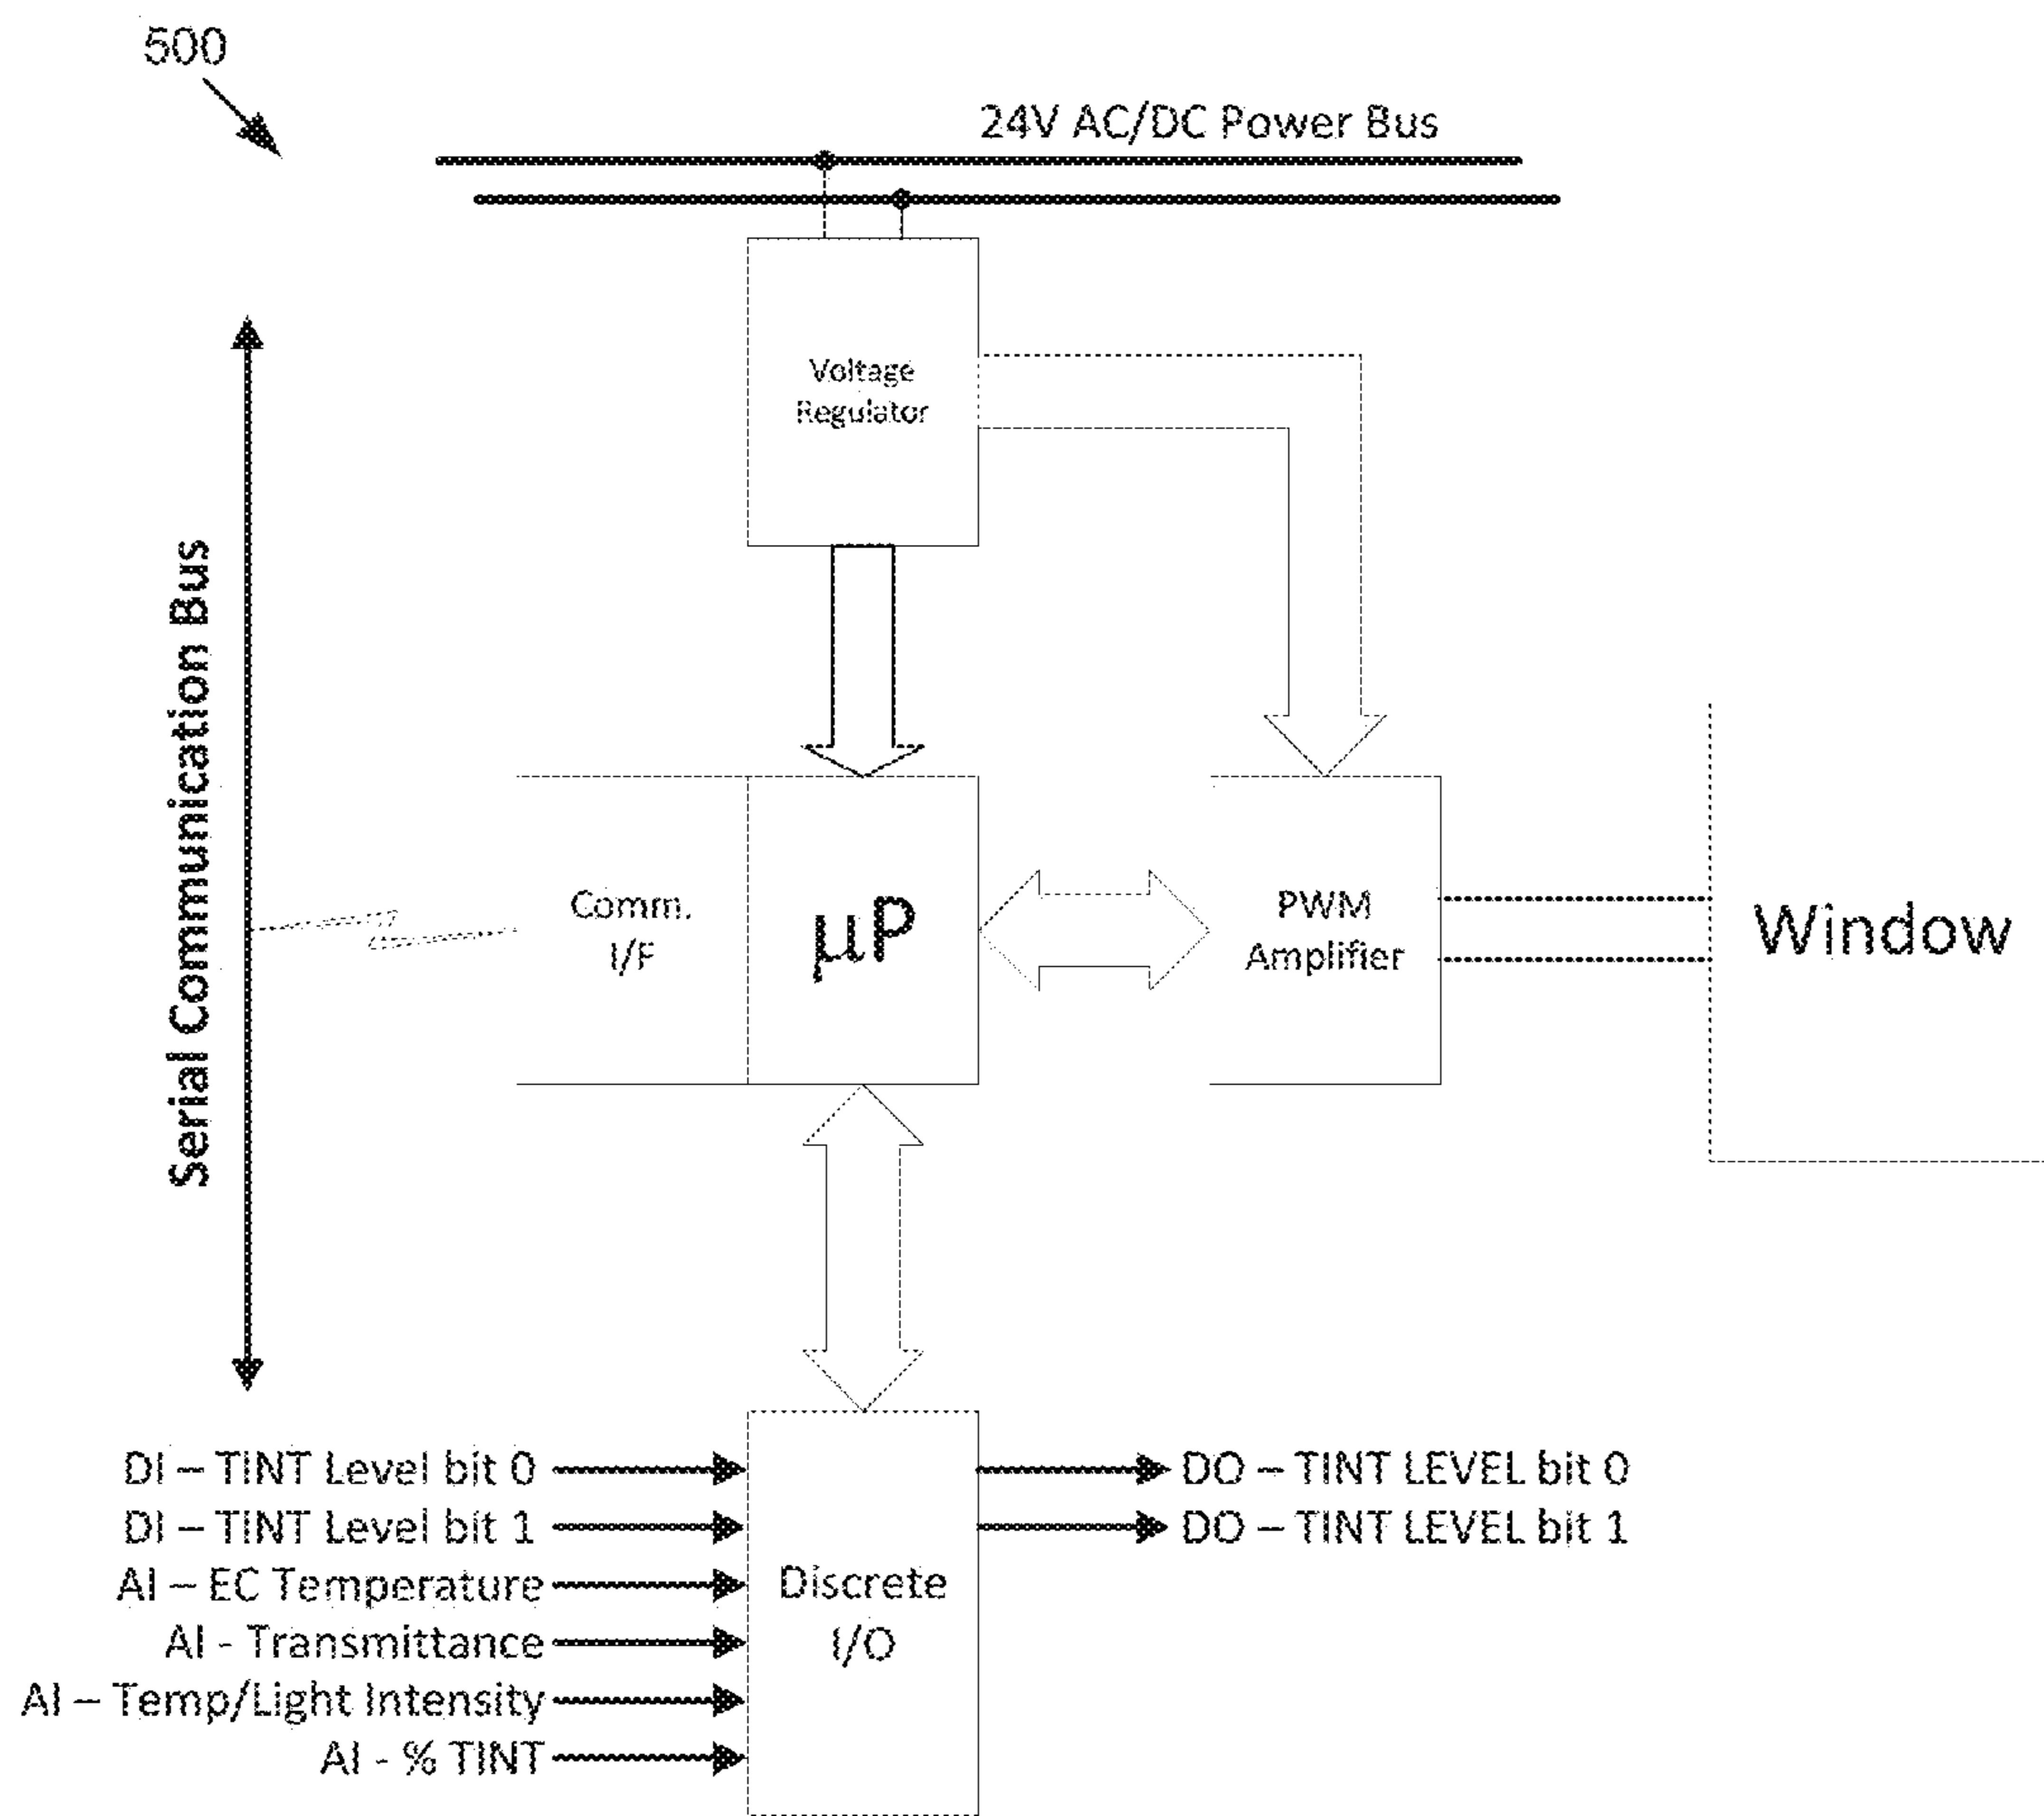 500
24V AC/DC Power Bus
Voltage
Regulator
Serial Communication Bus
Comm.
I/F
µP
PWM
Amplifier
Window
DI – TINT Level bit 0
DI – TINT Level bit 1
AI – EC Temperature
AI - Transmittance
AI – Temp/Light Intensity
AI - % TINT
Discrete
I/O
DO – TINT LEVEL bit 0
DO – TINT LEVEL bit 1